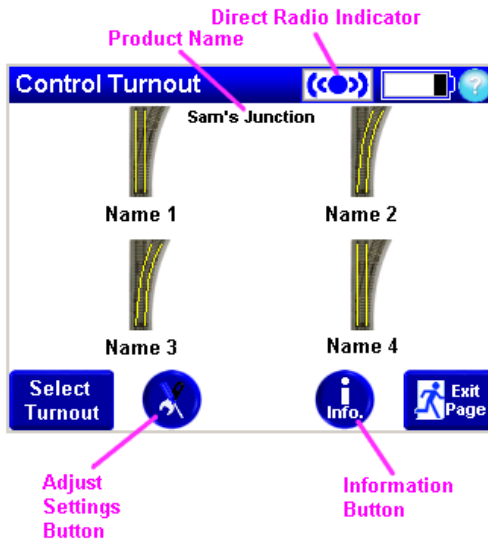 Direct Radio Indicator
Product Name
Control Turnout
?
Sam's Junction
Name 1
Name 2
Name 3
Name 4
Select
Turnout
i
Info.
Exit
Page
Adjust
Settings
Button
Information
Button